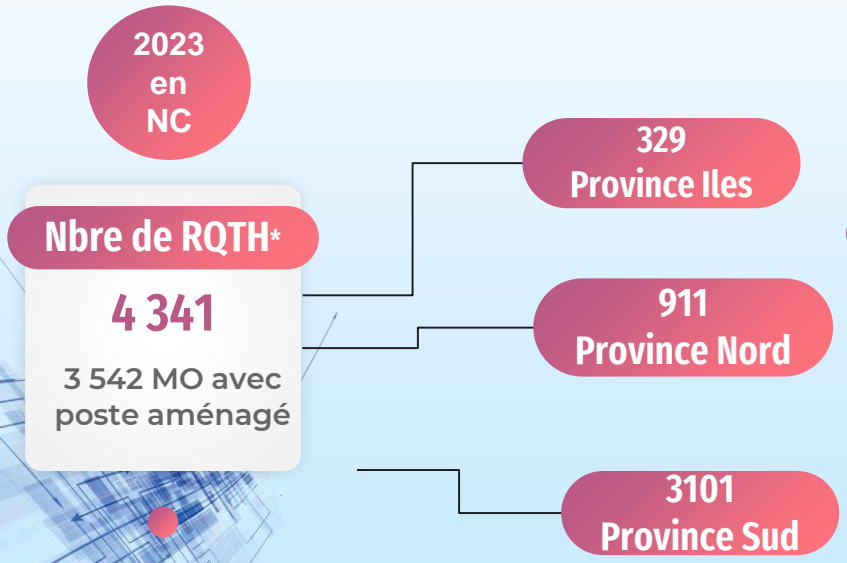 2023
en
NC
Nbre de RQTH*
4 341
3 542 MO avec
poste aménagé
329
Province Iles
911
Province Nord
3101
Province Sud